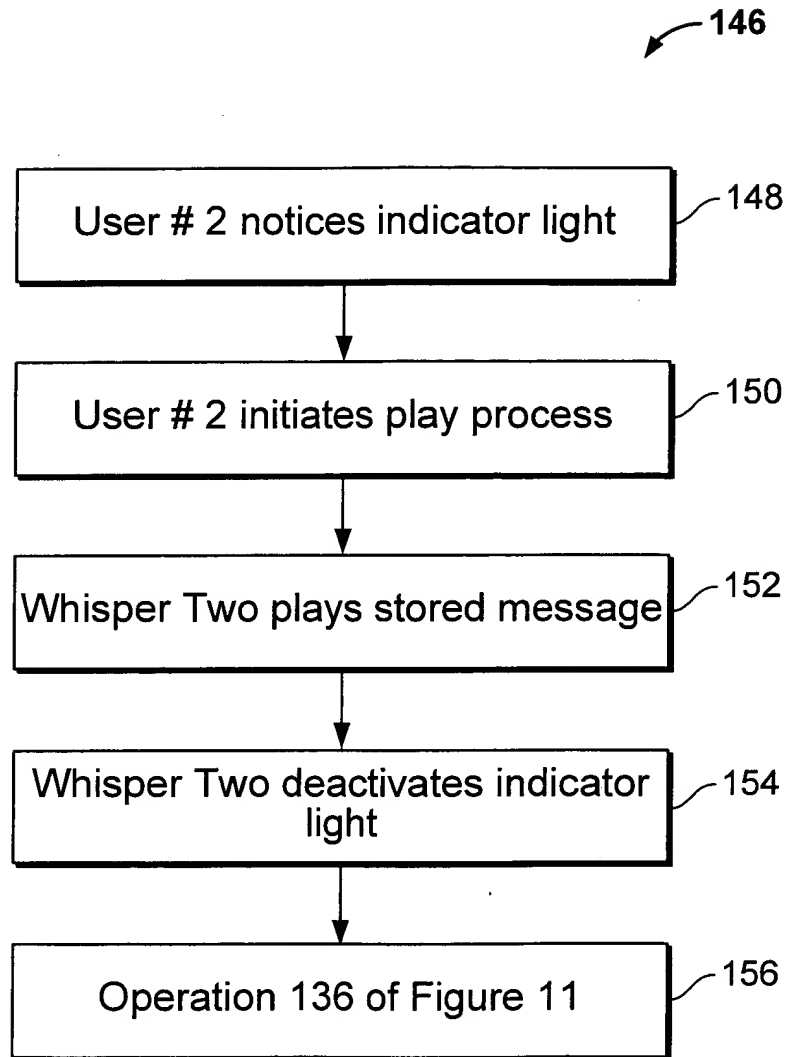 146
User # 2 notices indicator light
148
User # 2 initiates play process
150
Whisper Two plays stored message
152
Whisper Two deactivates indicator
light
154
Operation 136 of Figure 11
156